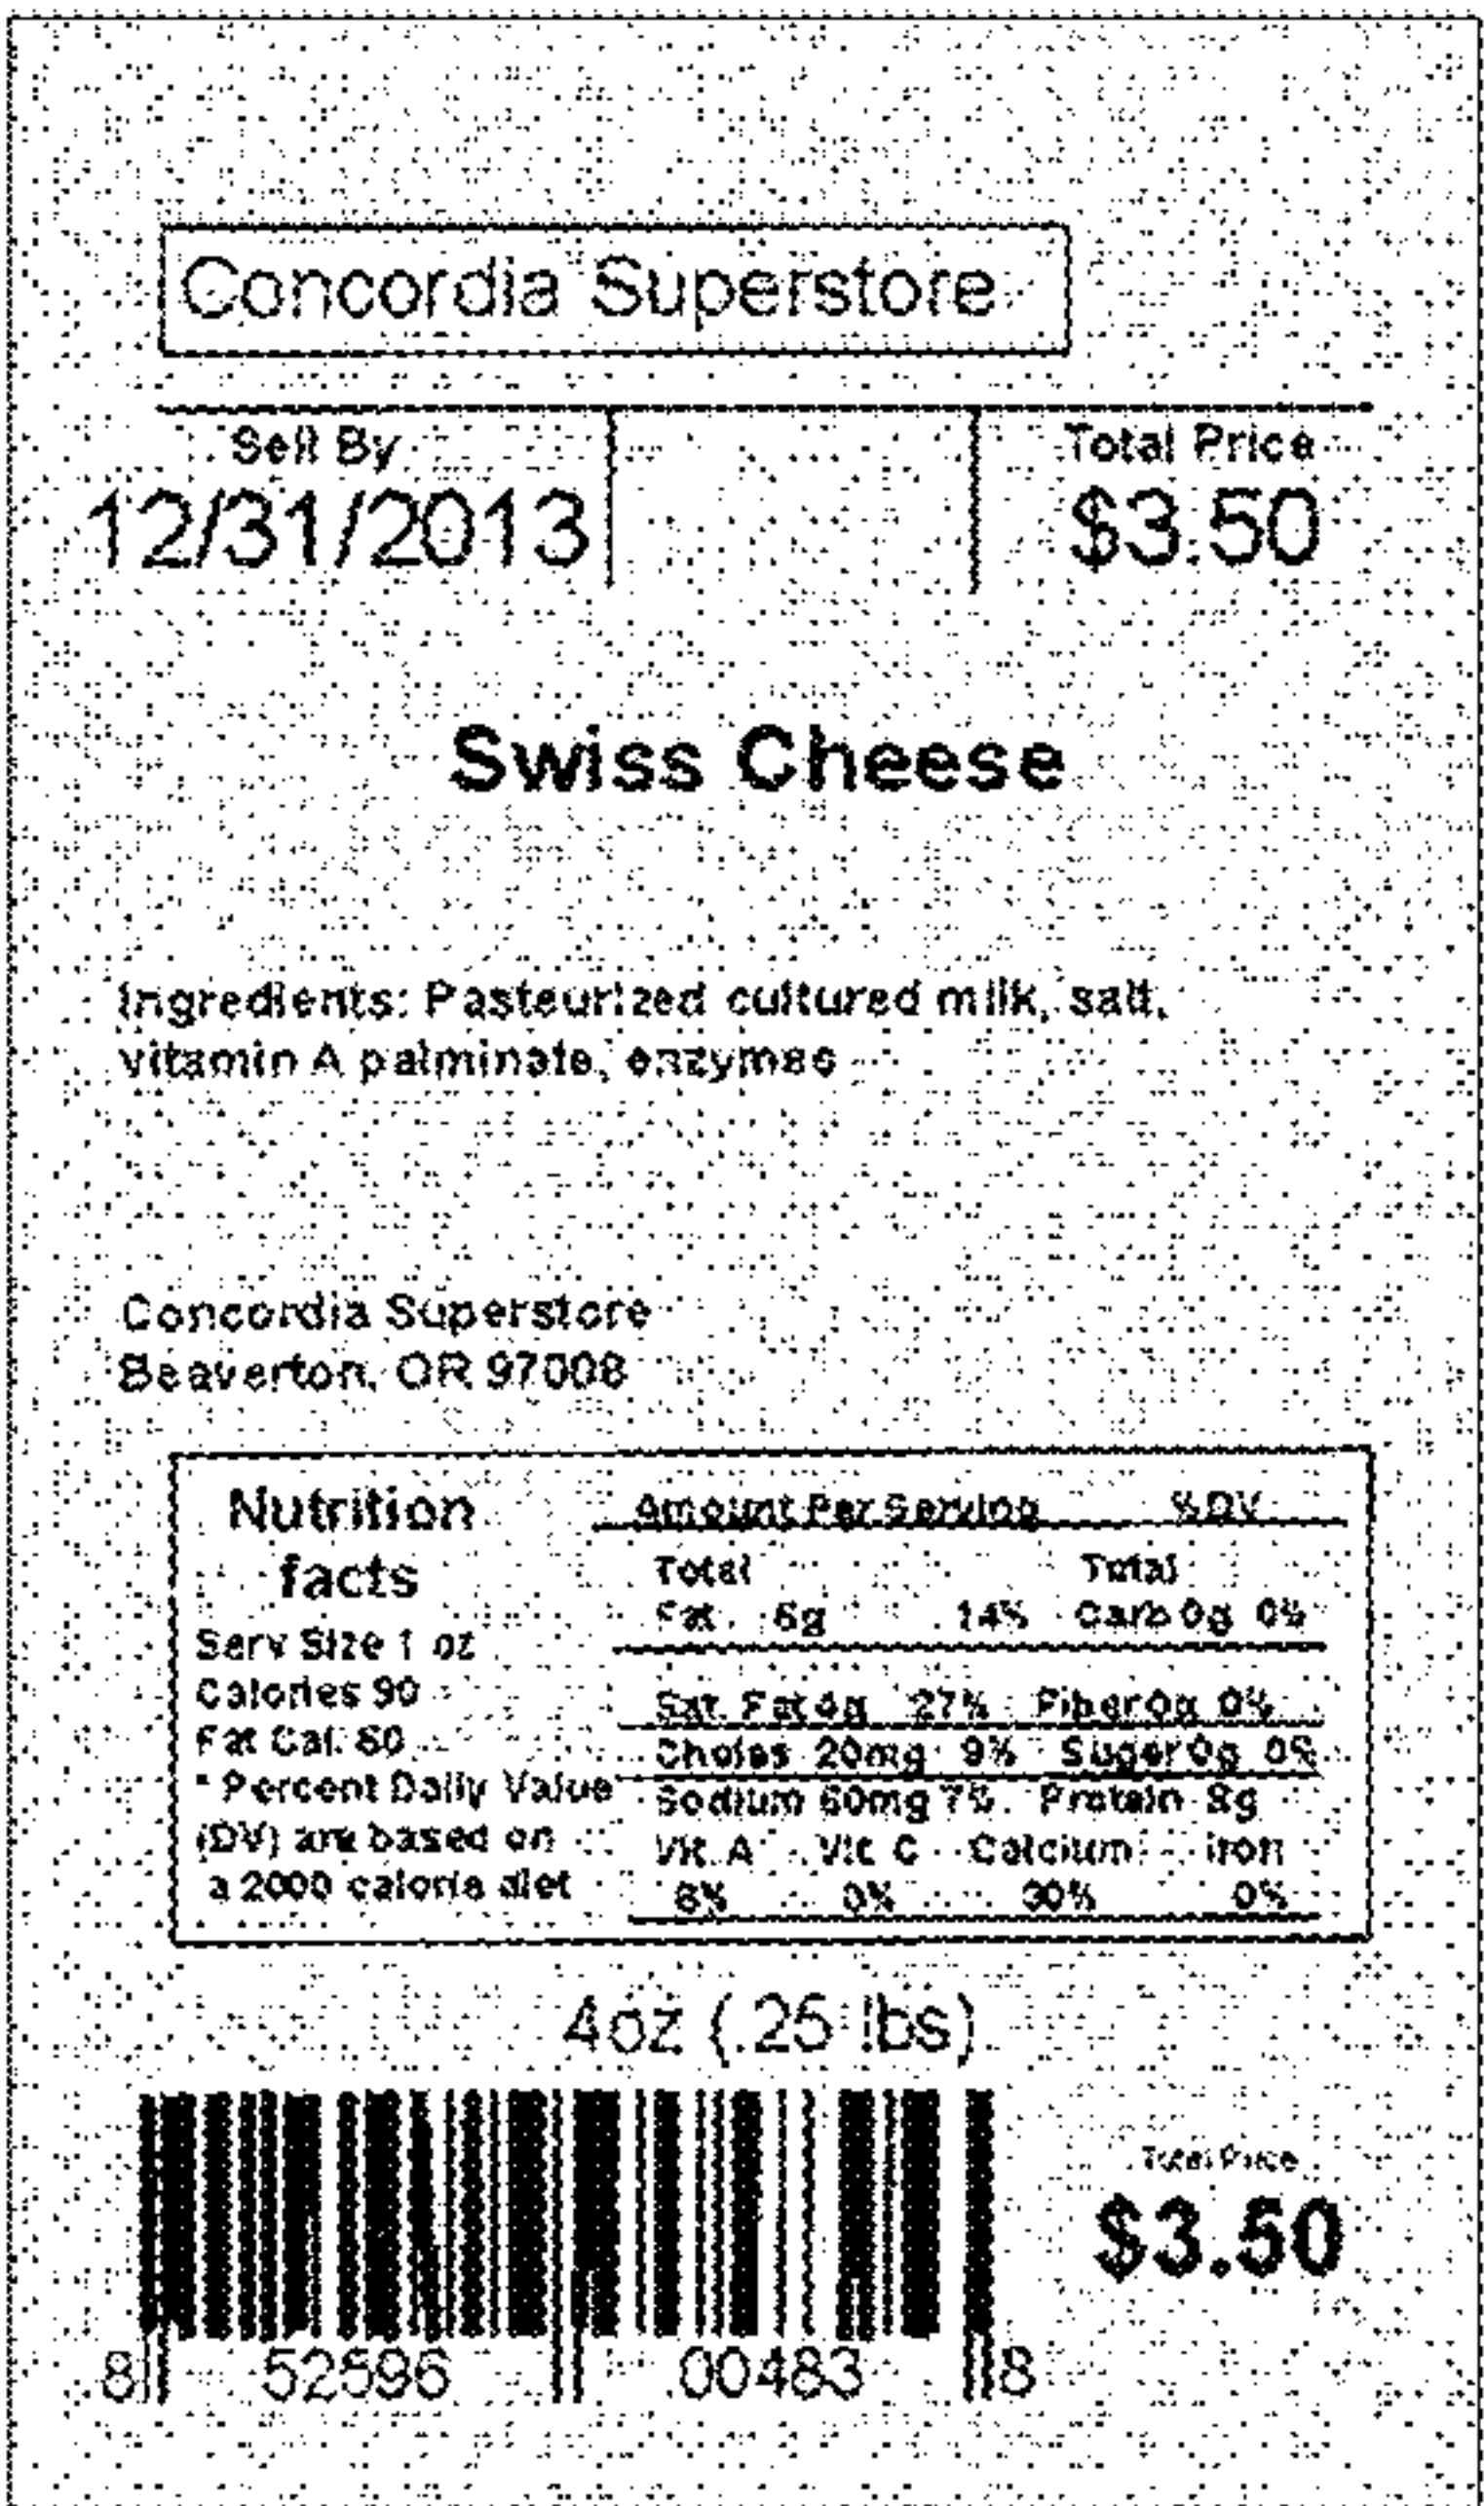 Concordia Superstore
Sell By
12/31/2013
Total Price
$3.50
Swiss Cheese
Ingredients: Pasteurized cultured milk, salt,
vitamin A palminate, enzymes
Concordia Superstore
Beaverton, OR 97008
Nutrition
facts
Serv Size 1 oz
Calories 90
Fat Cal.
* Percent Daily Value
(DV) are based on
a 2000 calorie diet
Amount Per Serving %DV
Total Total
Fat 14% Carb 0g 0%
Sat. Fat 4g 27% Fiber 0g 0%
Choles 20mg 9% Suger 0g 0%
Sodium 60mg 7% Protein 8g
Vit. A Vit C Calcium iron
0% 30% 0%
4oz (.25 lbs)
Total Price
$3.50
8 52596 00483 8